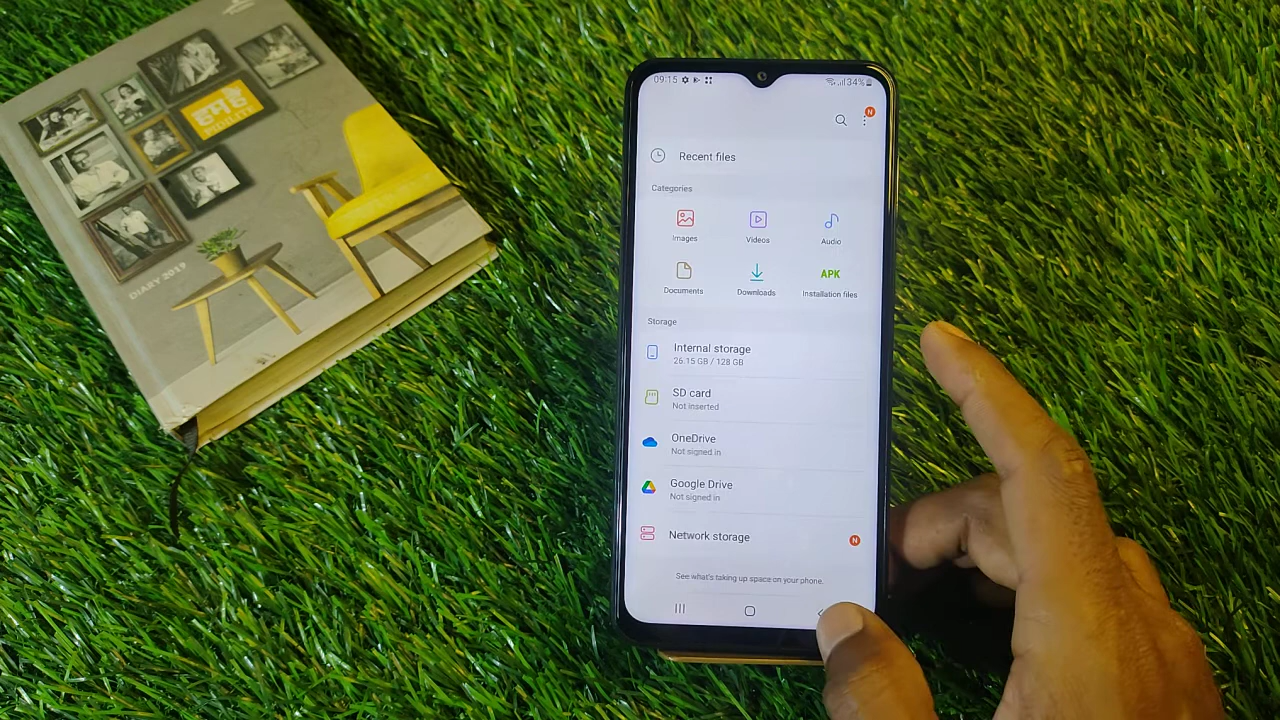 हम है
DIARY 2019
09:15
34%
N
Recent files
Categories
Images
Videos
Audio
APK
Documents
Downloads
Installation files
Storage
Internal storage
26.15 GB / 128 GB
SD card
Not inserted
OneDrive
Not signed in
Google Drive
Not signed in
Network storage
N
See what's taking up space on your phone.